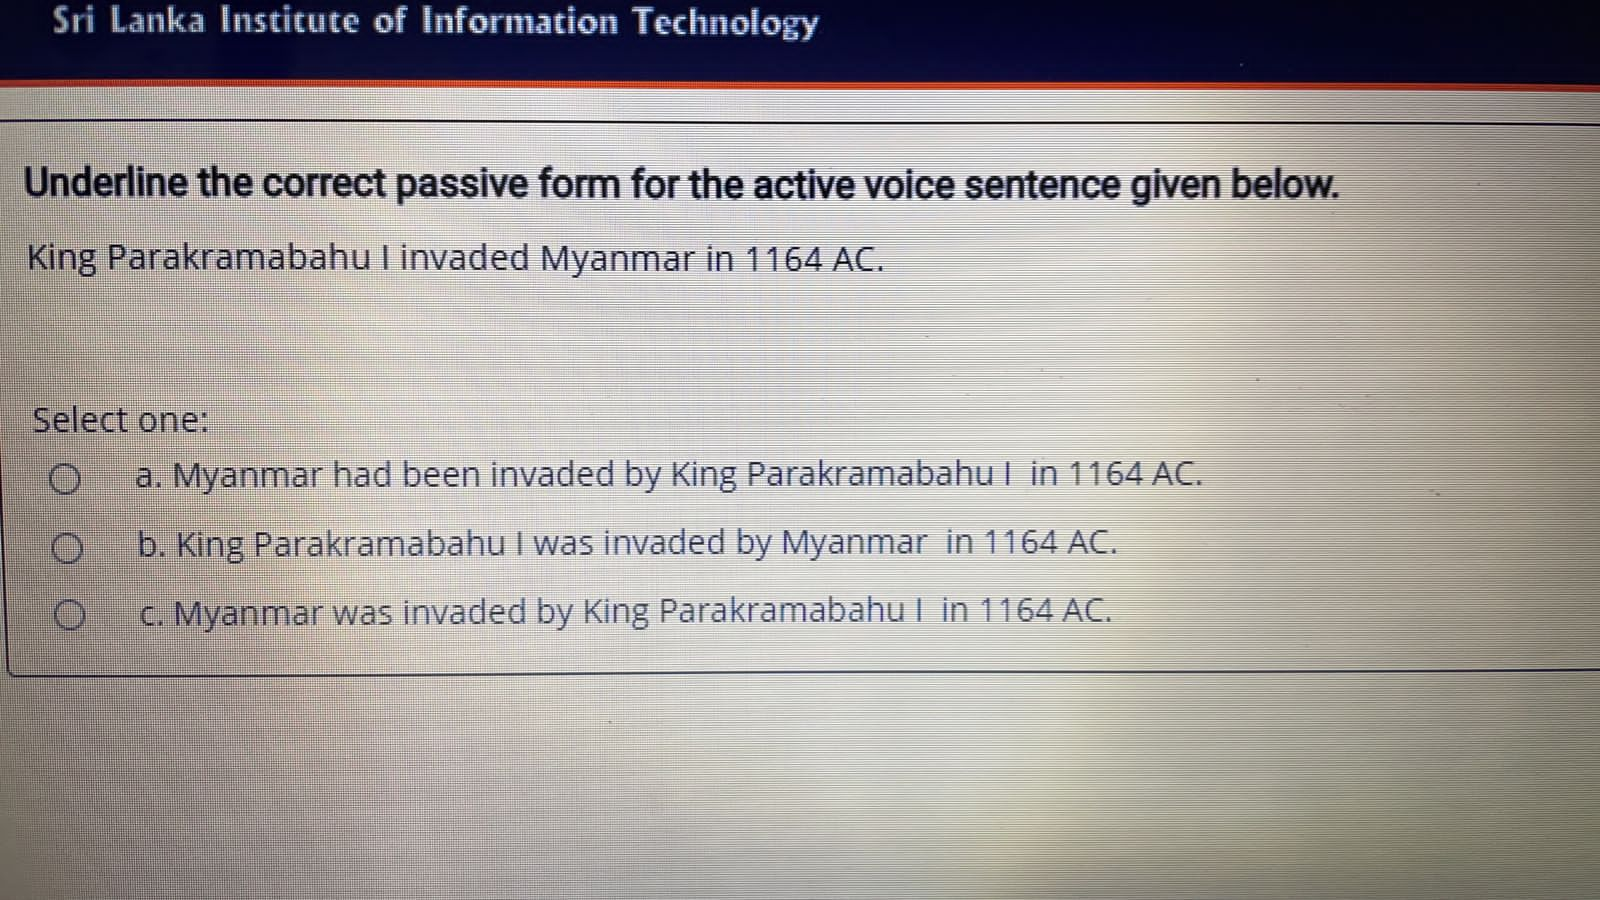 Sri Lanka Institute of Information Technology
Underline the correct passive form for the active voice sentence given below.
King Parakramabahu I invaded Myanmar in 1164 AC.
Select one:
a. Myanmar had been invaded by King Parakramabahu I in 1164 AC.
b. King Parakramabahu I was invaded by Myanmar in 1164 AC.
c. Myanmar was invaded by King Parakramabahu I in 1164 AC.